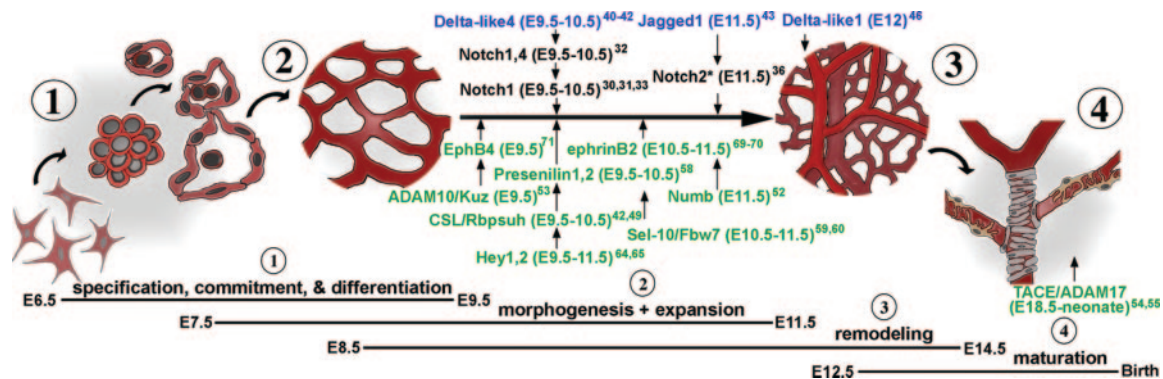 Delta-like4 (E9.5-10.5)40-42 Jagged1 (E11.5)43 Delta-like1 (E12)46
Notch1,4 (E9.5-10.5)32
Notch2* (E11.5)36
Notch1 (E9.5-10.5)30,31,33
1
2
3
4
EphB4 (E9.5)71 ephrinB2 (E10.5-11.5)69-70
Presenilin1,2 (E9.5-10.5)58
ADAM10/Kuz (E9.5)53 Numb (E11.5)52
CSL/Rbpsuh (E9.5-10.5)42,49
Sel-10/Fbw7 (E10.5-11.5)59,60
Hey1,2 (E9.5-11.5)64,65
TACE/ADAM17
(E18.5-neonate)54,55
1
specification, commitment, & differentiation
E6.5 E9.5
2
morphogenesis + expansion
E7.5 E11.5
3
remodeling
E8.5 E14.5
4
maturation
E12.5 Birth